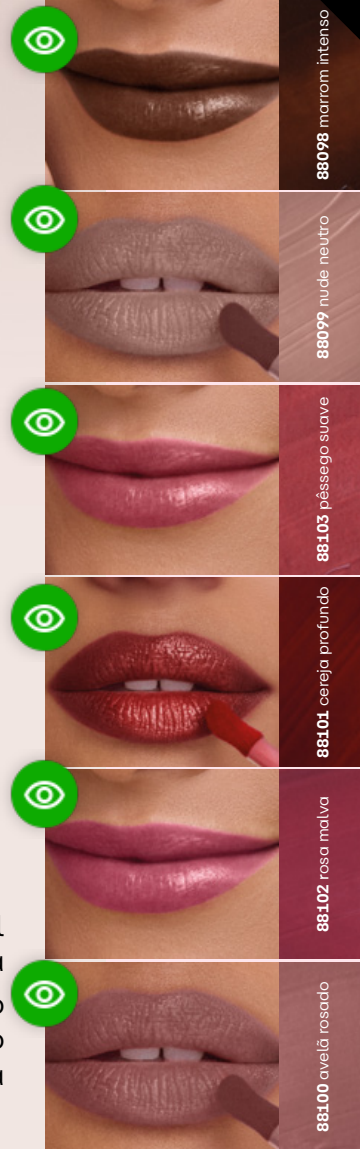 88098 marrom intenso
88099 nude neutro
88103 pêssego suave
88101 cereja profundo
88102 rosa malva
88100 avelã rosado